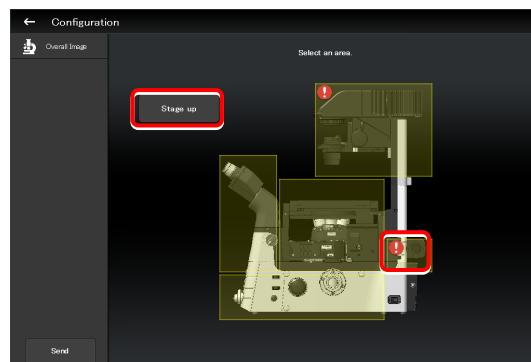 Configuration
Overall Image
Select an area.
Stage up
Send